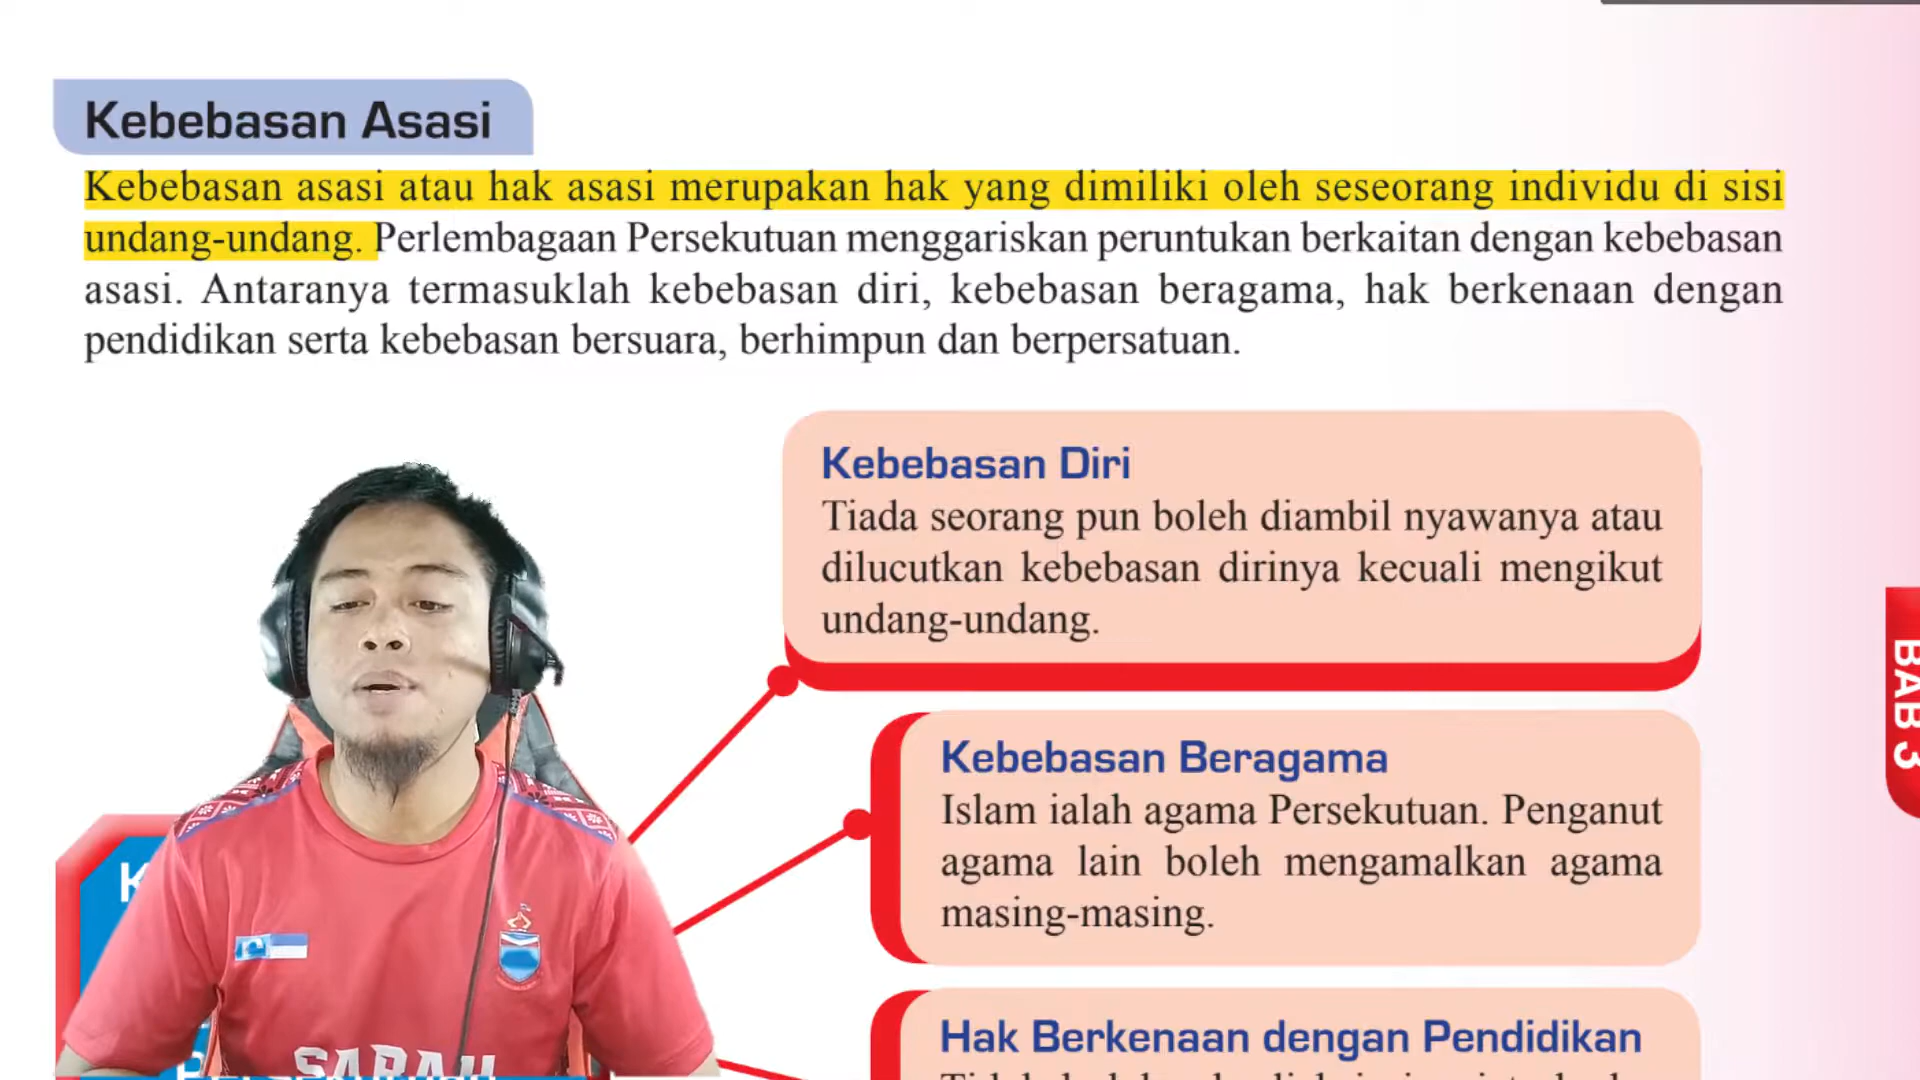 Kebebasan Asasi
Kebebasan asasi atau hak asasi merupakan hak yang dimiliki oleh seseorang individu di sisi
undang-undang. Perlembagaan Persekutuan menggariskan peruntukan berkaitan dengan kebebasan
asasi. Antaranya termasuklah kebebasan diri, kebebasan beragama, hak berkenaan dengan
pendidikan serta kebebasan bersuara, berhimpun dan berpersatuan.
Kebebasan Diri
Tiada seorang pun boleh diambil nyawanya atau
dilucutkan kebebasan dirinya kecuali mengikut
undang-undang.
Kebebasan Beragama
Islam ialah agama Persekutuan. Penganut
agama lain boleh mengamalkan agama
masing-masing.
Hak Berkenaan dengan Pendidikan
BAB 3
SABAH